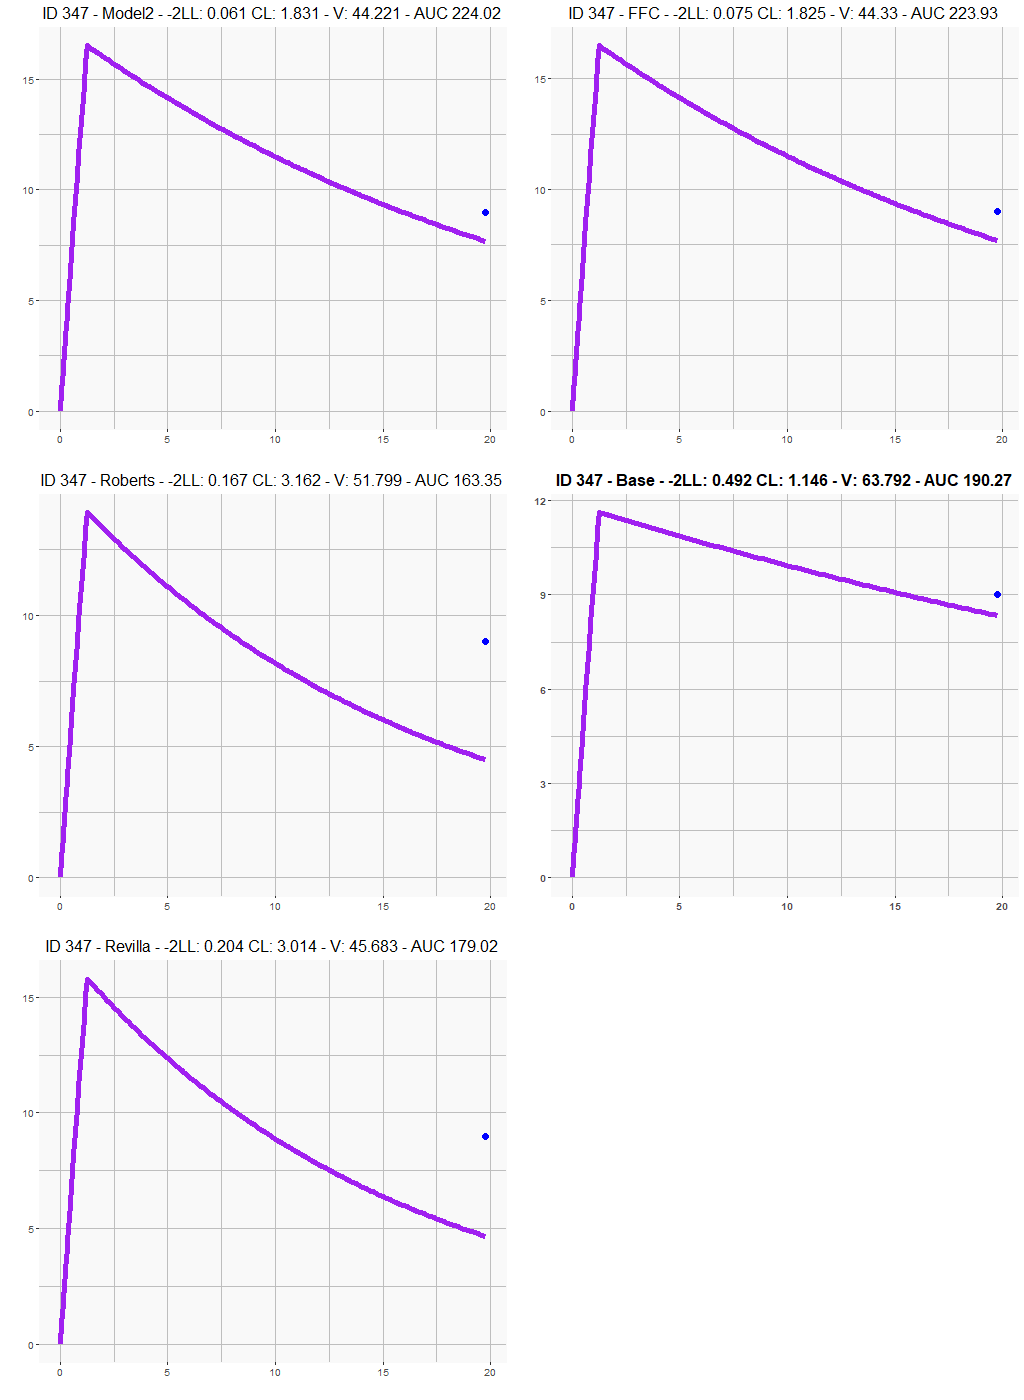 ID 347 - Model2 - -2LL: 0.061 CL: 1.831 - V: 44.221 - AUC 224.02
15
10
5
0
0 5 10 15 20
ID 347 - FFC - -2LL: 0.075 CL: 1.825 - V: 44.33 - AUC 223.93
15
10
5
0
0 5 10 15 20
ID 347 - Roberts - -2LL: 0.167 CL: 3.162 - V: 51.799 - AUC 163.35
10
5
0
0 5 10 15 20
ID 347 - Base - -2LL: 0.492 CL: 1.146 - V: 63.792 - AUC 190.27
12
9
6
3
0
0 5 10 15 20
ID 347 - Revilla - -2LL: 0.204 CL: 3.014 - V: 45.683 - AUC 179.02
15
10
5
0
0 5 10 15 20